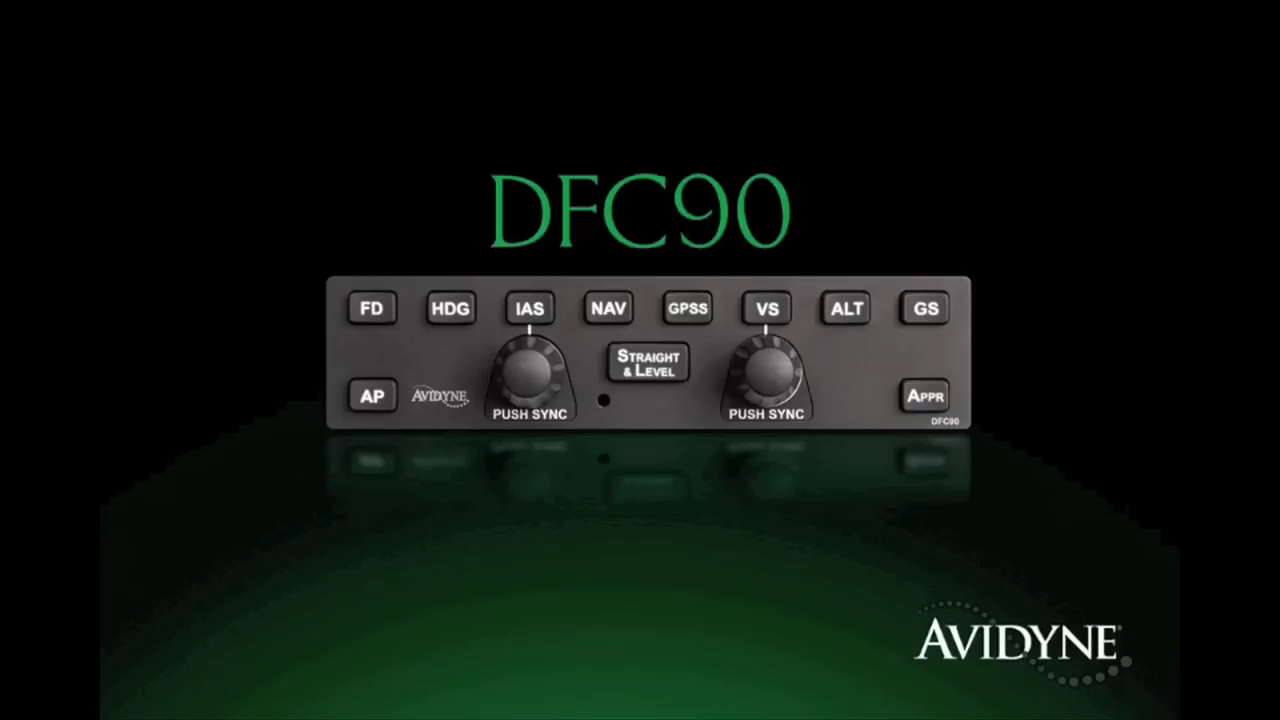 DFC90
FD HDG IAS NAV GPSS VS ALT GS
STRAIGHT
& LEVEL
AP AVIDYNE APPR
PUSH SYNC PUSH SYNC
DFC90
AVIDYNE